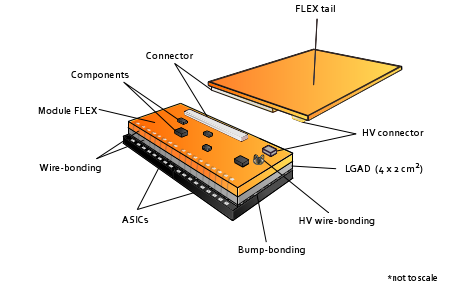 FLEX tail
Connector
Components
Module FLEX
HV connector
Wire-bonding
LGAD (4 x 2 cm²)
ASICs
HV wire-bonding
Bump-bonding
*not to scale